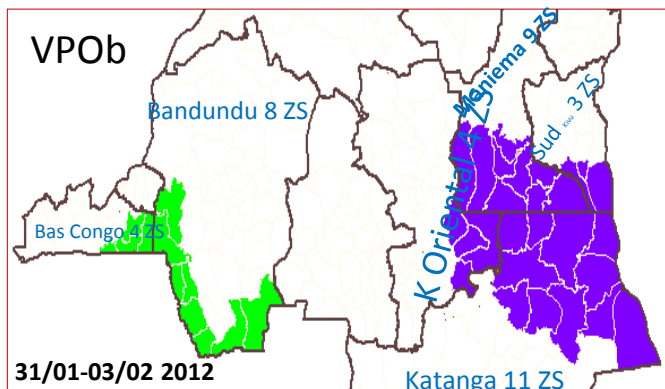 VPOb
Maniema 9 ZS
Bandundu 8 ZS
Sud Kivu 3 ZS
K Oriental 4 ZS
Bas Congo 4 ZS
31/01-03/02 2012
Katanga 11 ZS